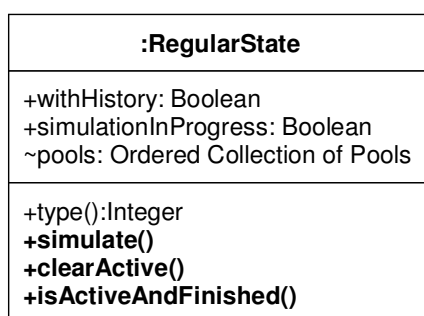 :RegularState
+withHistory: Boolean
+simulationInProgress: Boolean
~pools: Ordered Collection of Pools
+type():Integer
+simulate()
+clearActive()
+isActiveAndFinished()